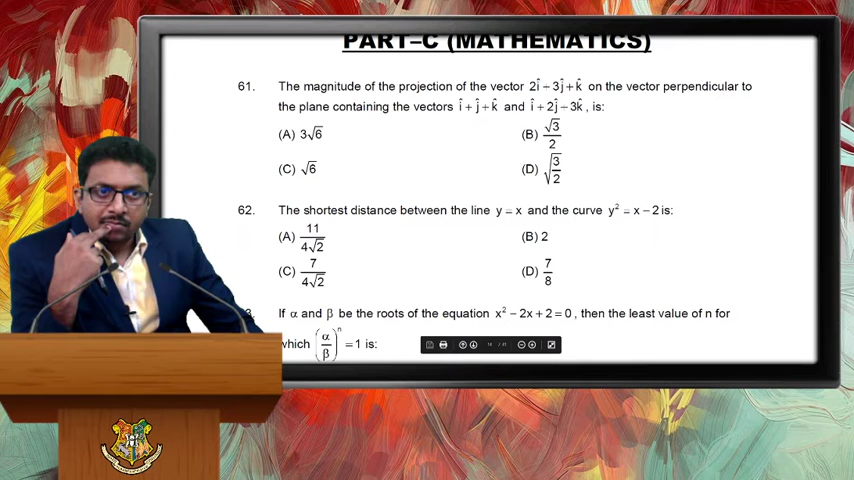 PART–C (MATHEMATICS)
61. The magnitude of the projection of the vector 2î + 3ĵ + k̂ on the vector perpendicular to
the plane containing the vectors î + ĵ + k̂ and î + 2ĵ + 3k̂ , is:
(A) 3√6 (B) √3/2
(C) √6 (D) √(3/2)
62. The shortest distance between the line y = x and the curve y² = x – 2 is:
(A) 11/(4√2) (B) 2
(C) 7/(4√2) (D) 7/8
3. If α and β be the roots of the equation x² – 2x + 2 = 0 , then the least value of n for
which (α/β)ⁿ = 1 is: